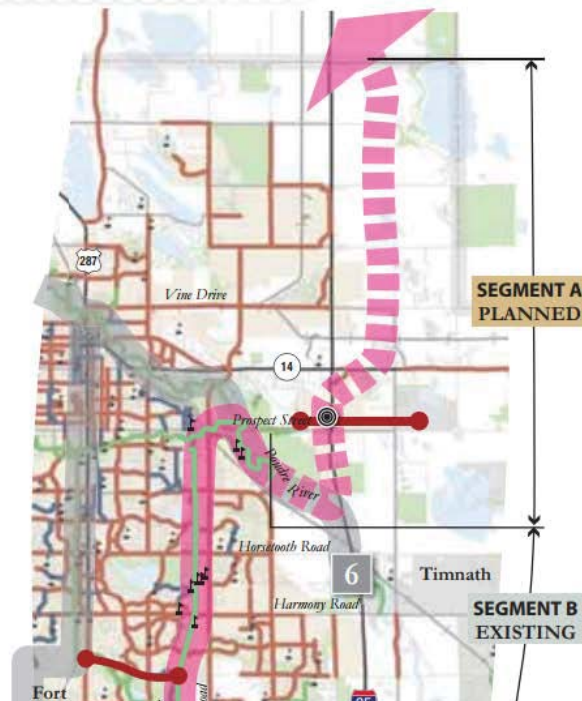 287
Vine Drive
SEGMENT A
PLANNED
14
Prospect Street
Poudre River
Horsetooth Road
6
Timnath
Harmony Road
SEGMENT B
EXISTING
Fort
oad
25